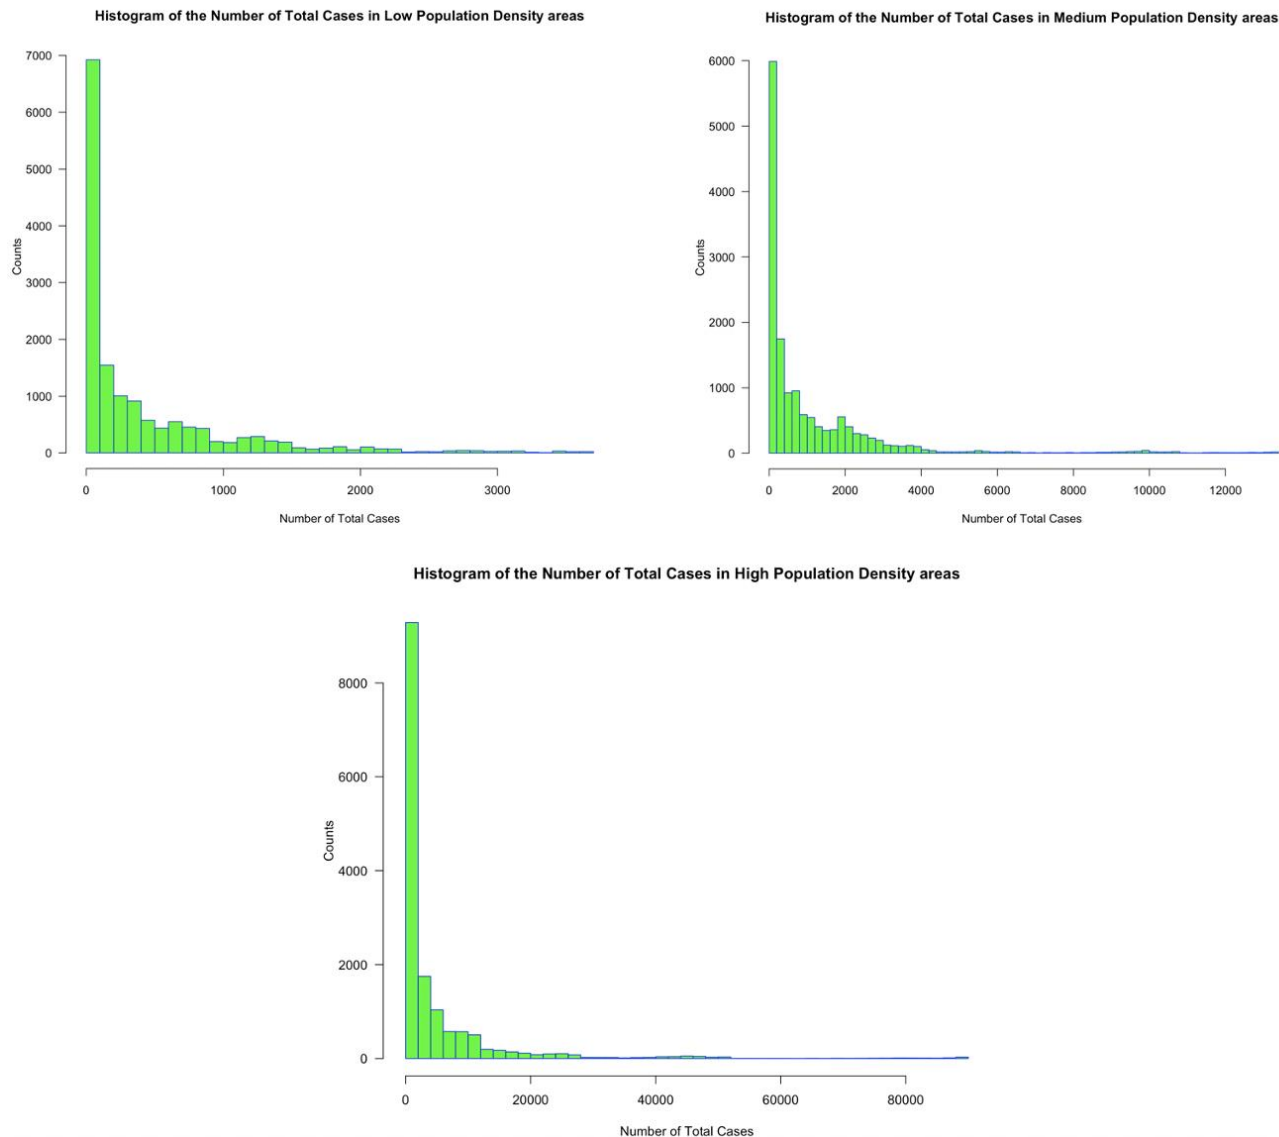 Histogram of the Number of Total Cases in Low Population Density areas
7000
6000
5000
4000
3000
2000
1000
0
Counts
0 1000 2000 3000
Number of Total Cases
Histogram of the Number of Total Cases in Medium Population Density areas
6000
5000
4000
3000
2000
1000
0
Counts
0 2000 4000 6000 8000 10000 12000
Number of Total Cases
Histogram of the Number of Total Cases in High Population Density areas
8000
6000
4000
2000
0
Counts
0 20000 40000 60000 80000
Number of Total Cases